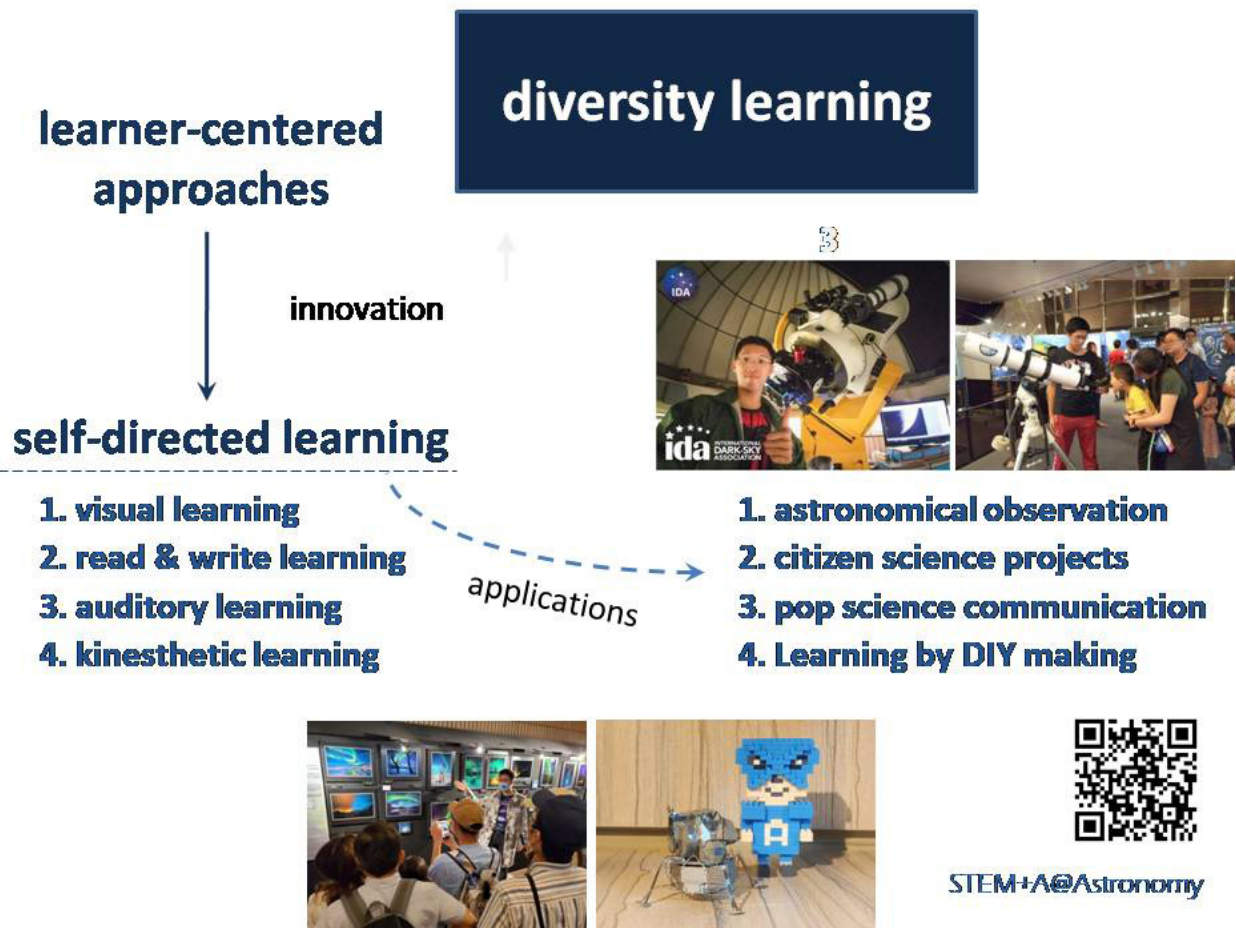 diversity learning
learner-centered
approaches
innovation
3
IDA
ida INTERNATIONAL
DARK-SKY
ASSOCIATION
self-directed learning
1. visual learning
2. read & write learning
3. auditory learning
4. kinesthetic learning
applications
1. astronomical observation
2. citizen science projects
3. pop science communication
4. Learning by DIY making
A
STEM+A@Astronomy